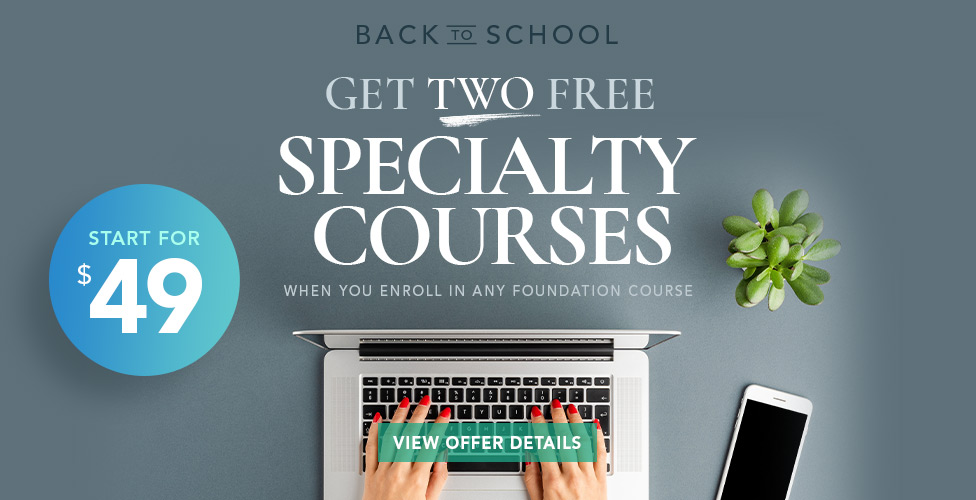 BACK TO SCHOOL
GET TWO FREE
SPECIALTY
COURSES
WHEN YOU ENROLL IN ANY FOUNDATION COURSE
START FOR
$49
VIEW OFFER DETAILS